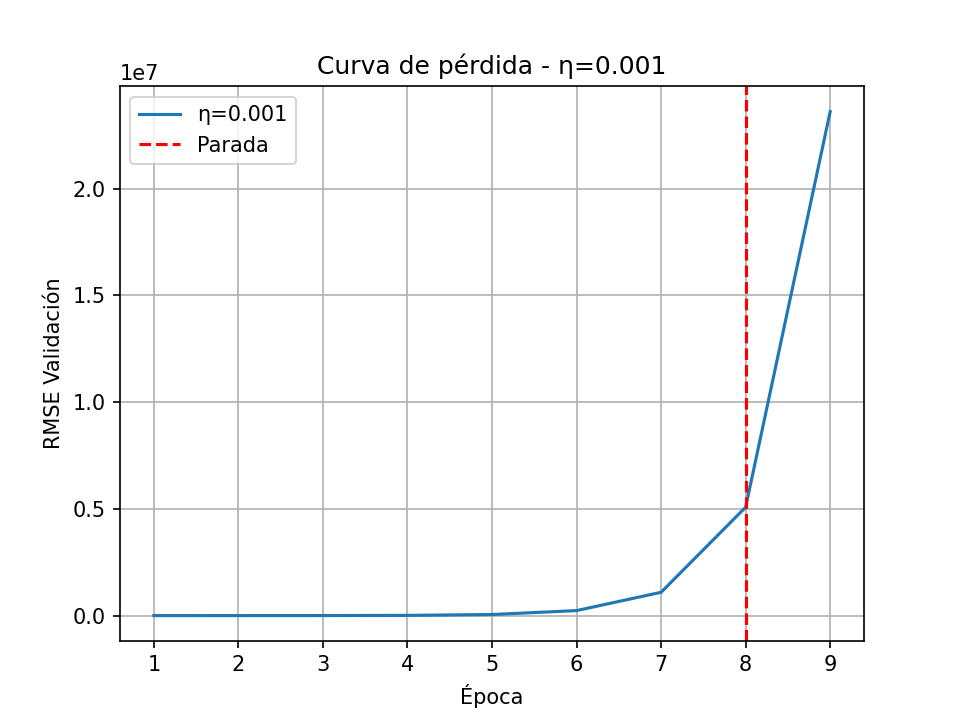 Curva de pérdida - η=0.001
1e7
η=0.001
Parada
2.0
1.5
1.0
0.5
0.0
RMSE Validación
1 2 3 4 5 6 7 8 9
Época